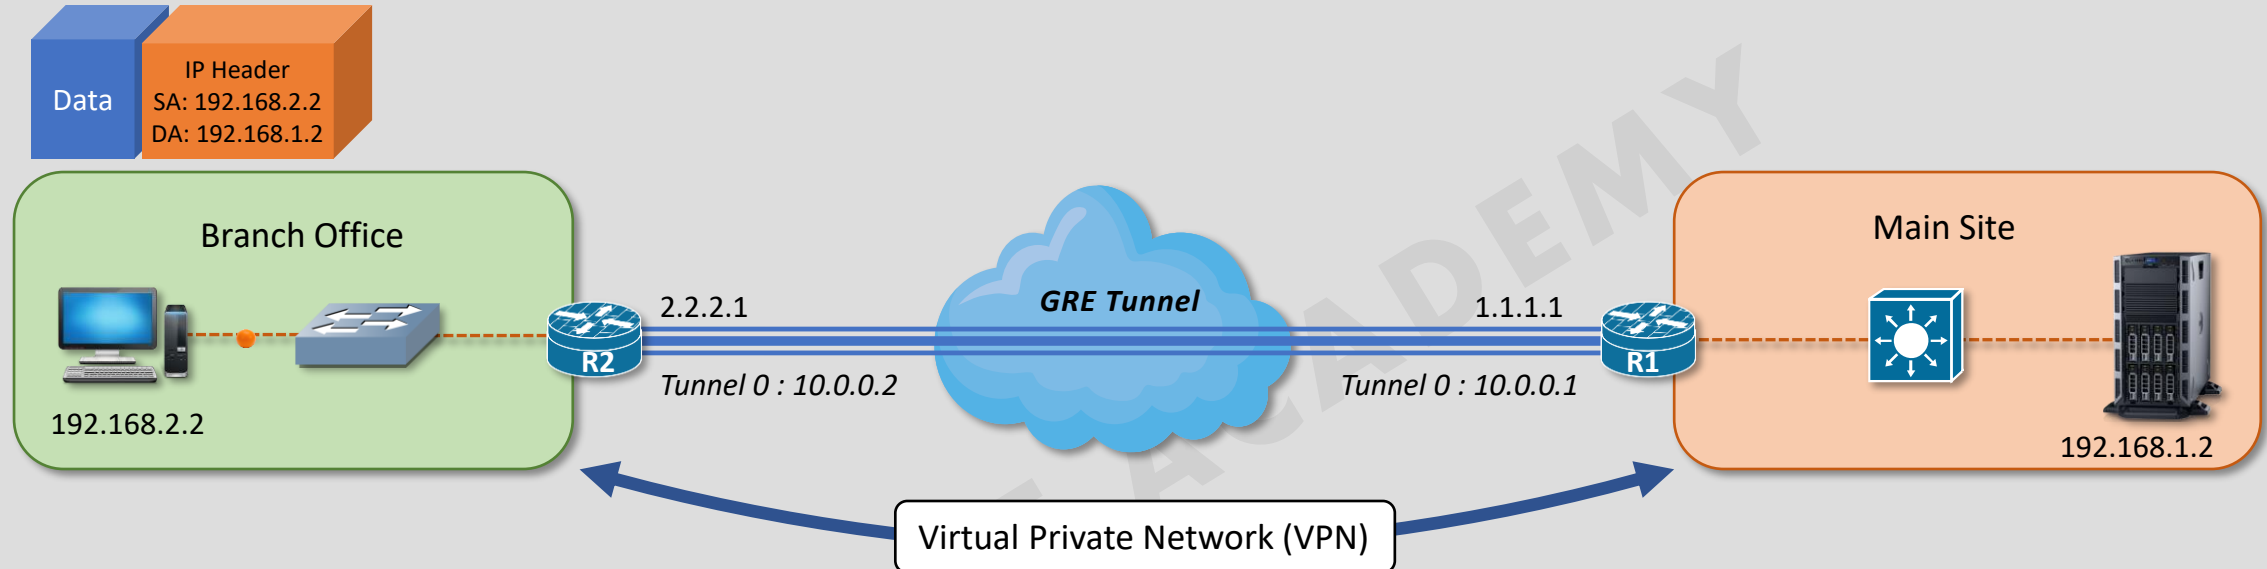 Data
IP Header
SA: 192.168.2.2
DA: 192.168.1.2
Branch Office
192.168.2.2
R2
2.2.2.1
Tunnel 0 : 10.0.0.2
GRE Tunnel
1.1.1.1
Tunnel 0 : 10.0.0.1
R1
Main Site
192.168.1.2
Virtual Private Network (VPN)
ACADEMY